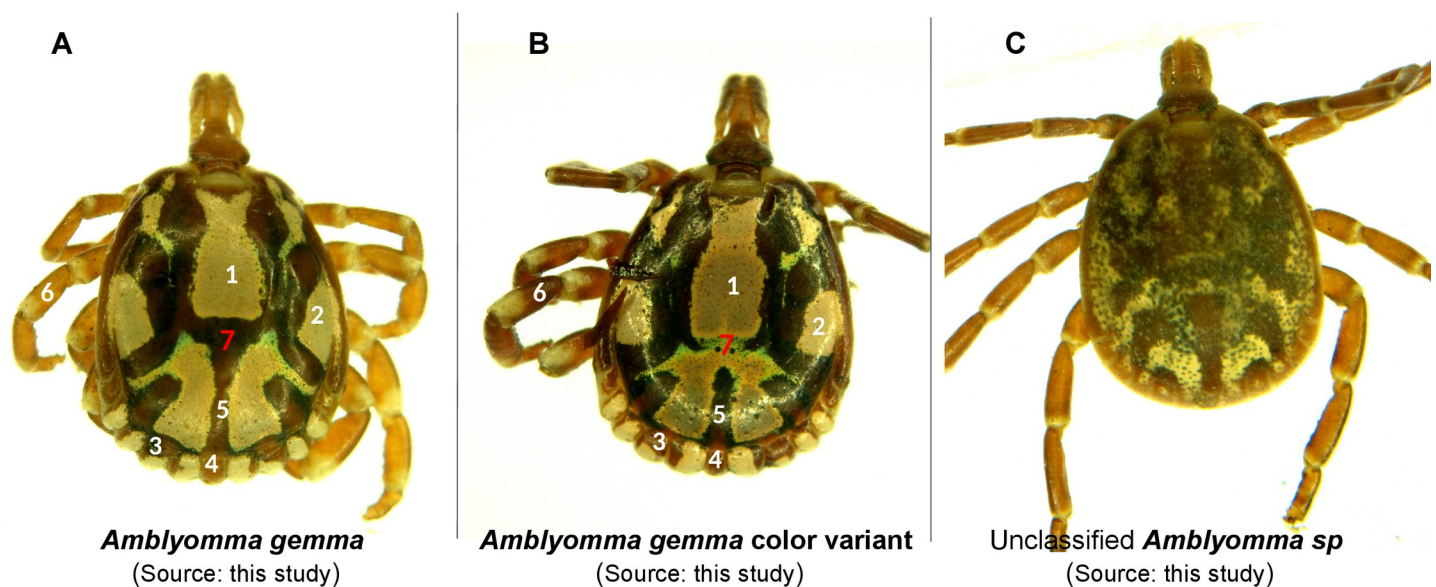 A
B
C
1
2
3
4
5
6
7
1
2
3
4
5
6
7
Amblyomma gemma
(Source: this study)
Amblyomma gemma color variant
(Source: this study)
Unclassified Amblyomma sp
(Source: this study)